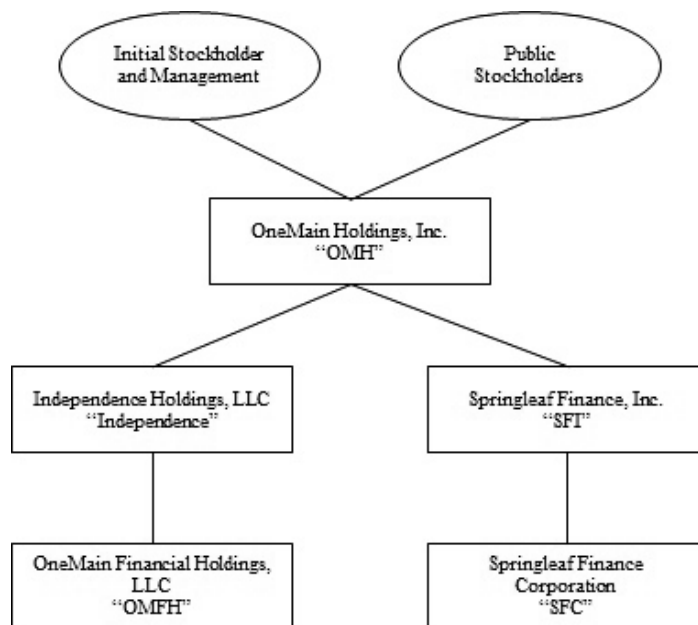 Initial Stockholder
and Management
Public
Stockholders
OneMain Holdings, Inc.
“OMH”
Independence Holdings, LLC
“Independence”
Springleaf Finance, Inc.
“SFI”
OneMain Financial Holdings,
LLC
“OMFH”
Springleaf Finance
Corporation
“SFC”